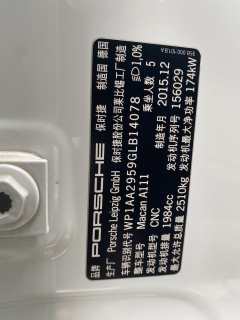 958.000.101.B A
品牌 PORSCHE 保时捷 制造国 德国 1.0%
生产厂 Porsche Leipzig GmbH 保时捷股份公司莱比锡工厂制造
车辆识别代号 WP1AA2959GLB14078 乘坐人数 5
整车型号 Macan A111 制造年月 2015.12
发动机型号 CNC 发动机序列号 156029
发动机排量 1984cc 发动机最大净功率 174kW
最大允许总质量 2510kg